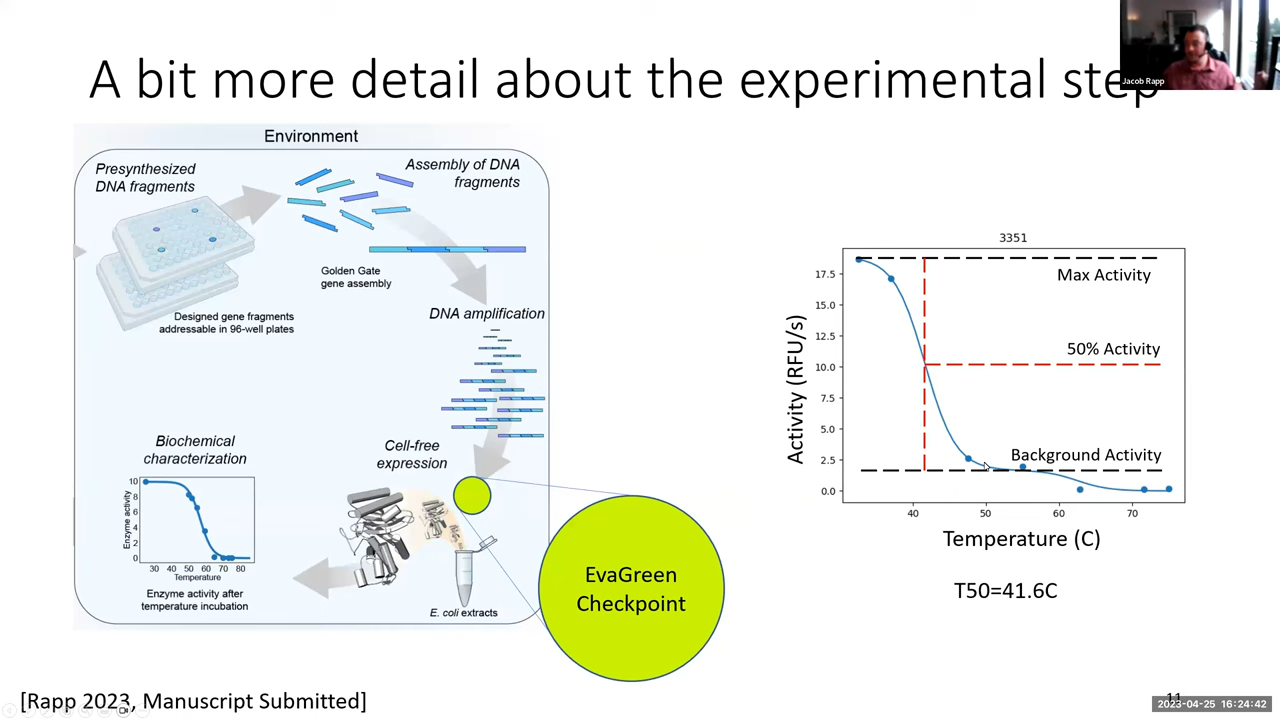 A bit more detail about the experimental step
Jacob Rapp
Environment
Presynthesized
DNA fragments
Assembly of DNA
fragments
Golden Gate
gene assembly
Designed gene fragments
addressable in 96-well plates
DNA amplification
Biochemical
characterization
Cell-free
expression
Enzyme activity
10
8
6
4
2
0
30 40 50 60 70 80
Temperature
Enzyme activity after
temperature incubation
E. coli extracts
EvaGreen
Checkpoint
3351
Activity (RFU/s)
17.5
15.0
12.5
10.0
7.5
5.0
2.5
0.0
Max Activity
50% Activity
Background Activity
40 50 60 70
Temperature (C)
T50=41.6C
[Rapp 2023, Manuscript Submitted]
11
2023-04-25 16:24:42